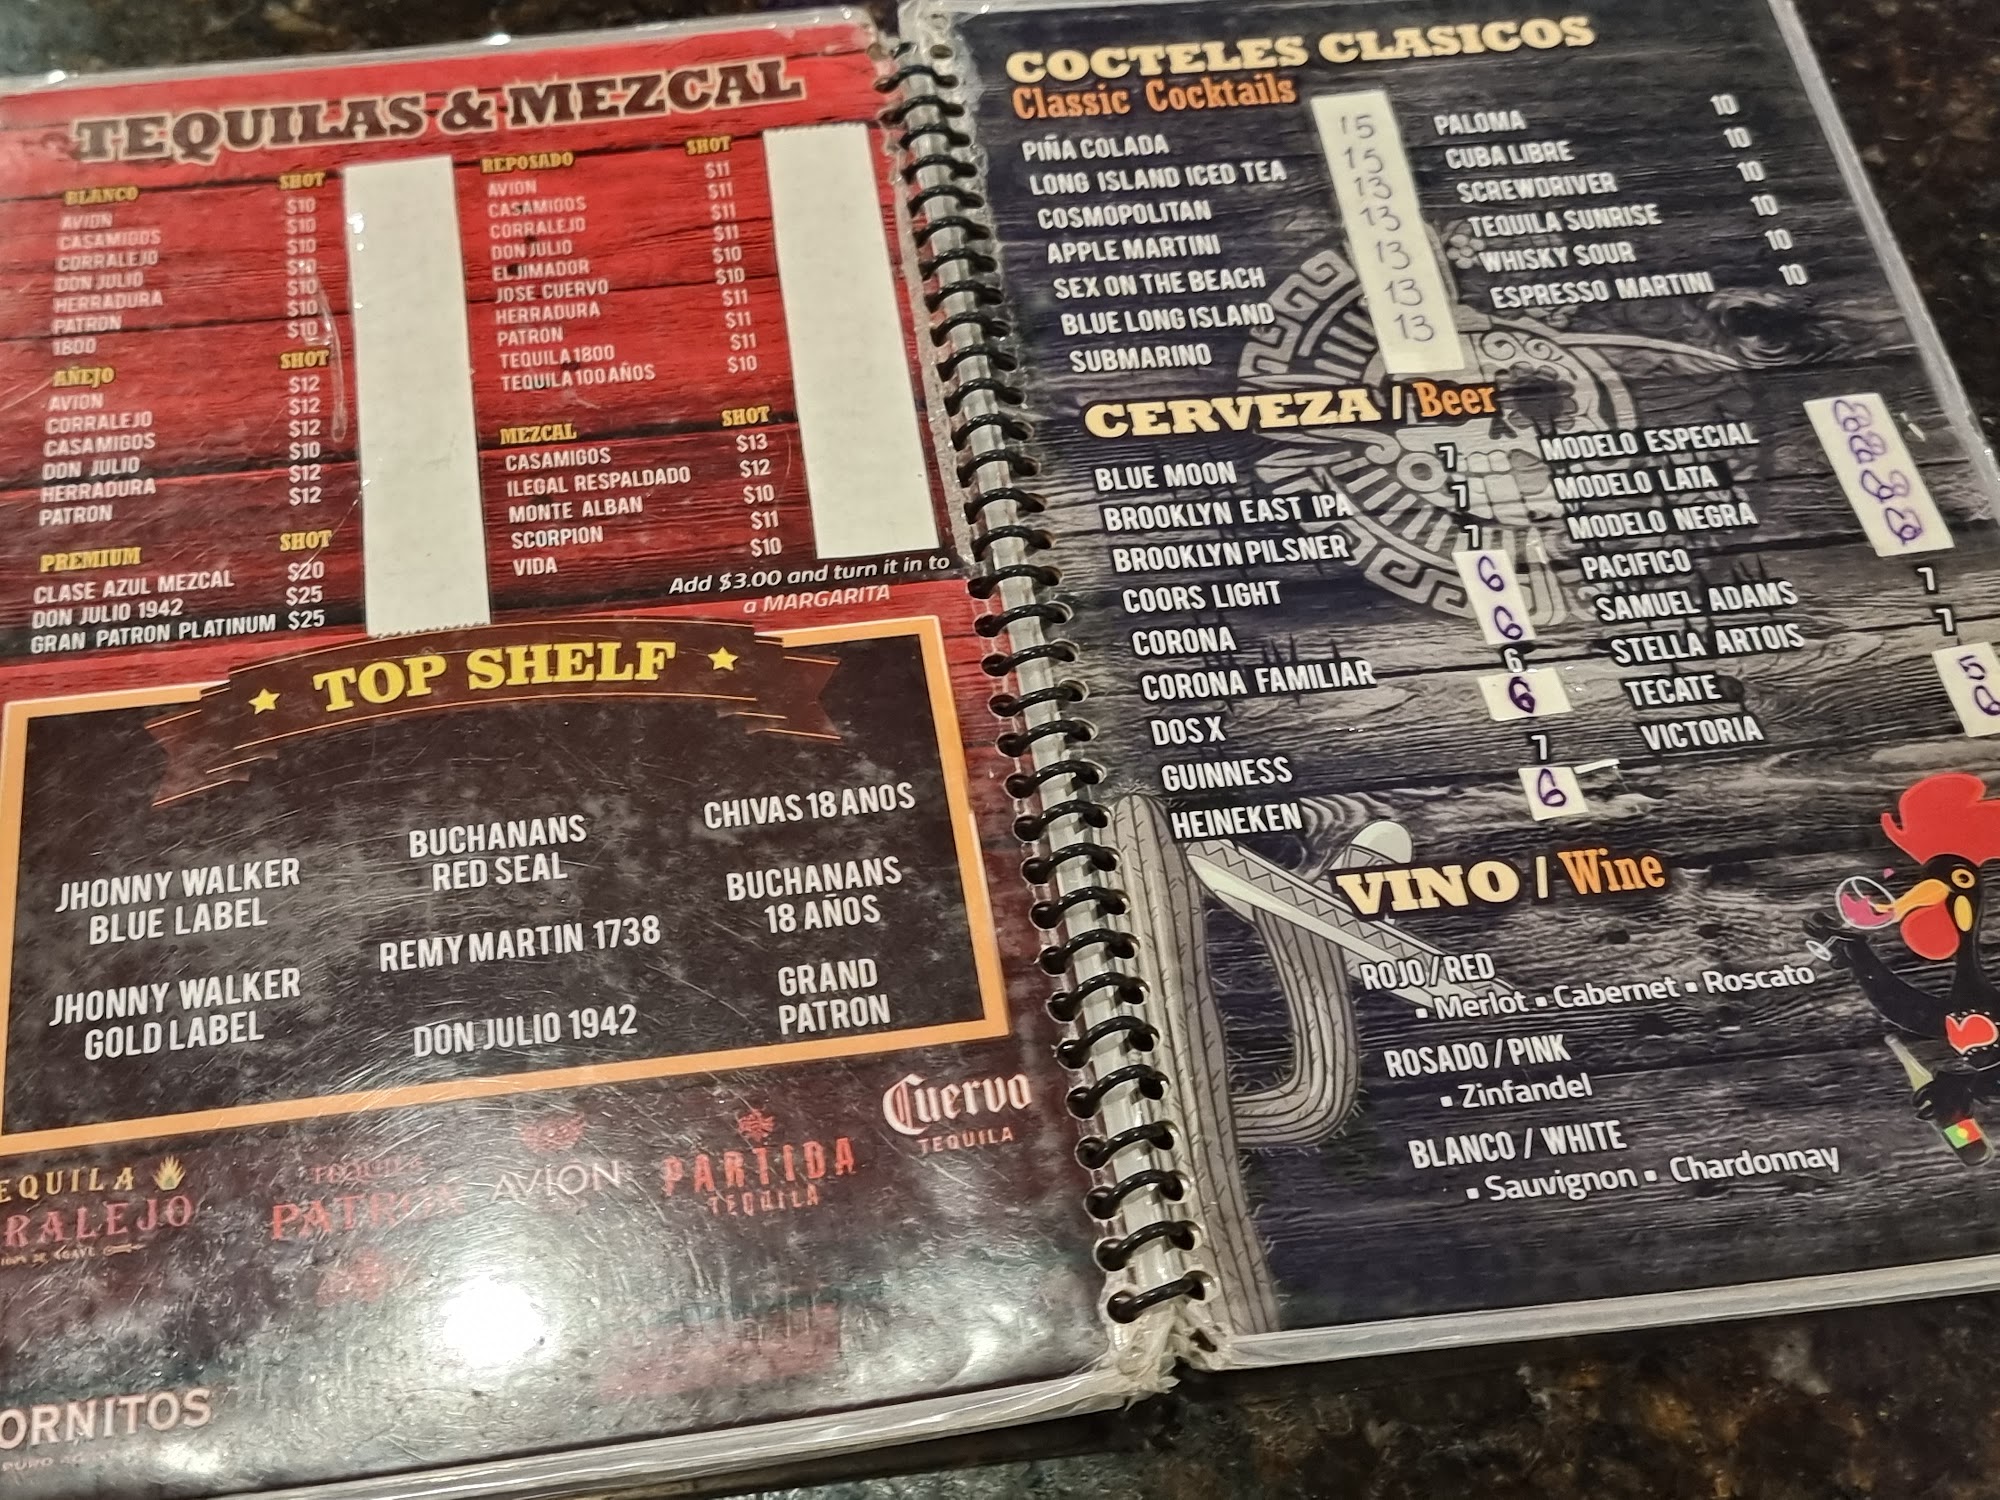 TEQUILAS & MEZCAL
BLANCO SHOT
AVION $10
CASAMIGOS $10
CORRALEJO $10
DON JULIO $10
HERRADURA $10
PATRON $10
1800 $10
AÑEJO SHOT
AVION $12
CORRALEJO $12
CASAMIGOS $12
DON JULIO $10
HERRADURA $12
PATRON $12
PREMIUM SHOT
CLASE AZUL MEZCAL $20
DON JULIO 1942 $25
GRAN PATRON PLATINUM $25
REPOSADO SHOT
AVION $11
CASAMIGOS $11
CORRALEJO $11
DON JULIO $11
EL JIMADOR $10
JOSE CUERVO $10
HERRADURA $11
PATRON $11
TEQUILA 1800 $11
TEQUILA 100 AÑOS $10
MEZCAL SHOT
CASAMIGOS $13
ILEGAL RESPALDADO $12
MONTE ALBAN $10
SCORPION $11
VIDA $10
Add $3.00 and turn it in to
a MARGARITA
TOP SHELF
JHONNY WALKER
BLUE LABEL
JHONNY WALKER
GOLD LABEL
BUCHANANS
RED SEAL
REMY MARTIN 1738
DON JULIO 1942
CHIVAS 18 ANOS
BUCHANANS
18 AÑOS
GRAND
PATRON
EQUILA
RALEJO
PATRON
AVION
PARTIDA
TEQUILA
Cuervo
TEQUILA
ORNITOS
COCTELES CLASICOS
Classic Cocktails
PIÑA COLADA 15
LONG ISLAND ICED TEA 15
COSMOPOLITAN 13
APPLE MARTINI 13
SEX ON THE BEACH 13
BLUE LONG ISLAND 13
SUBMARINO 13
PALOMA 10
CUBA LIBRE 10
SCREWDRIVER 10
TEQUILA SUNRISE 10
WHISKY SOUR 10
ESPRESSO MARTINI 10
CERVEZA / Beer
BLUE MOON 7
BROOKLYN EAST IPA 7
BROOKLYN PILSNER 7
COORS LIGHT 6
CORONA 6
CORONA FAMILIAR 6
DOS X 6
GUINNESS 7
HEINEKEN 6
MODELO ESPECIAL
MODELO LATA
MODELO NEGRA
PACIFICO
SAMUEL ADAMS 7
STELLA ARTOIS 7
TECATE 5
VICTORIA 6
VINO / Wine
ROJO / RED
▪ Merlot ▪ Cabernet ▪ Roscato
ROSADO / PINK
▪ Zinfandel
BLANCO / WHITE
▪ Sauvignon ▪ Chardonnay